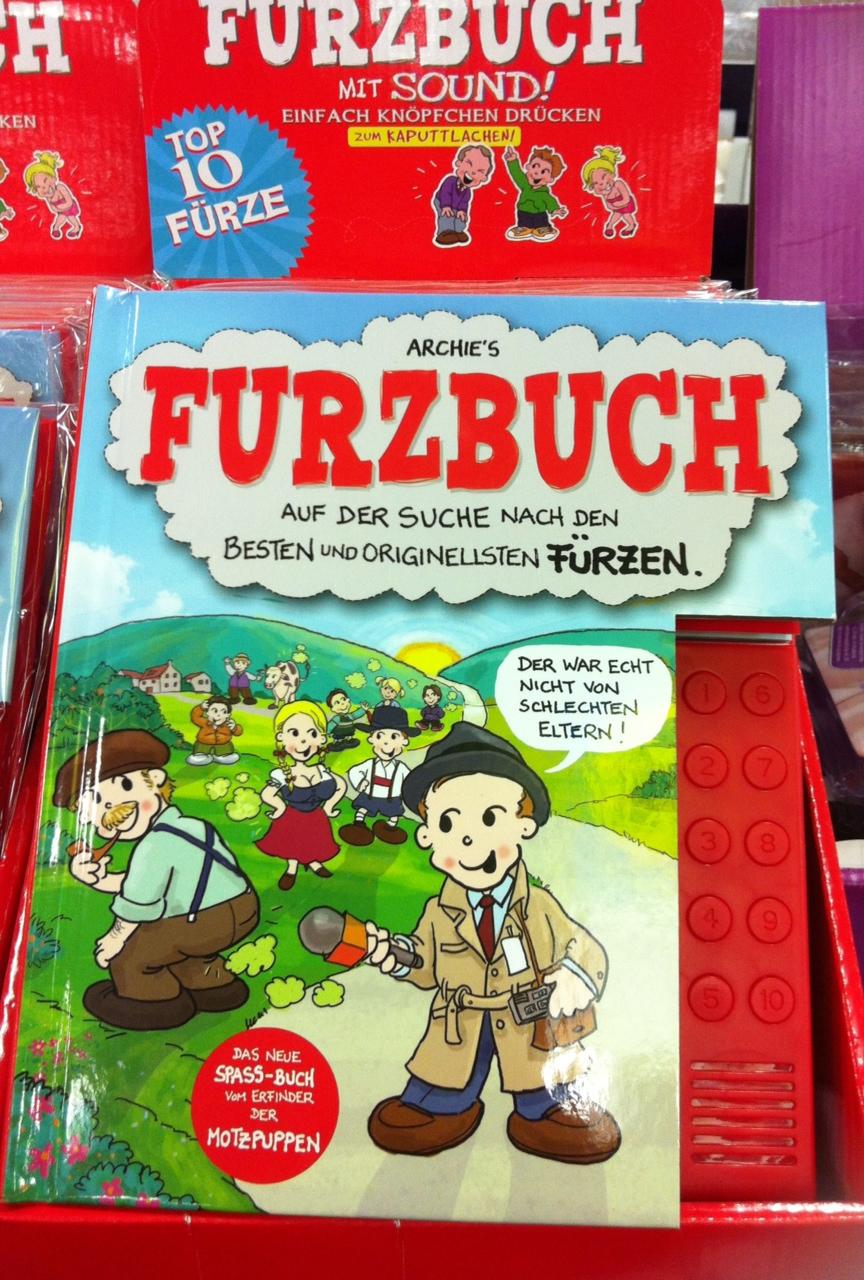 CH
KEN
FURZBUCH
MIT SOUND!
EINFACH KNÖPFCHEN DRÜCKEN
ZUM KAPUTTLACHEN!
TOP
10
FÜRZE
ARCHIE'S
FURZBUCH
AUF DER SUCHE NACH DEN
BESTEN UND ORIGINELLSTEN FÜRZEN.
DER WAR ECHT
NICHT VON
SCHLECHTEN
ELTERN!
1 6
2 7
3 8
4 9
5 10
DAS NEUE
SPASS-BUCH
VOM ERFINDER
DER
MOTZPUPPEN